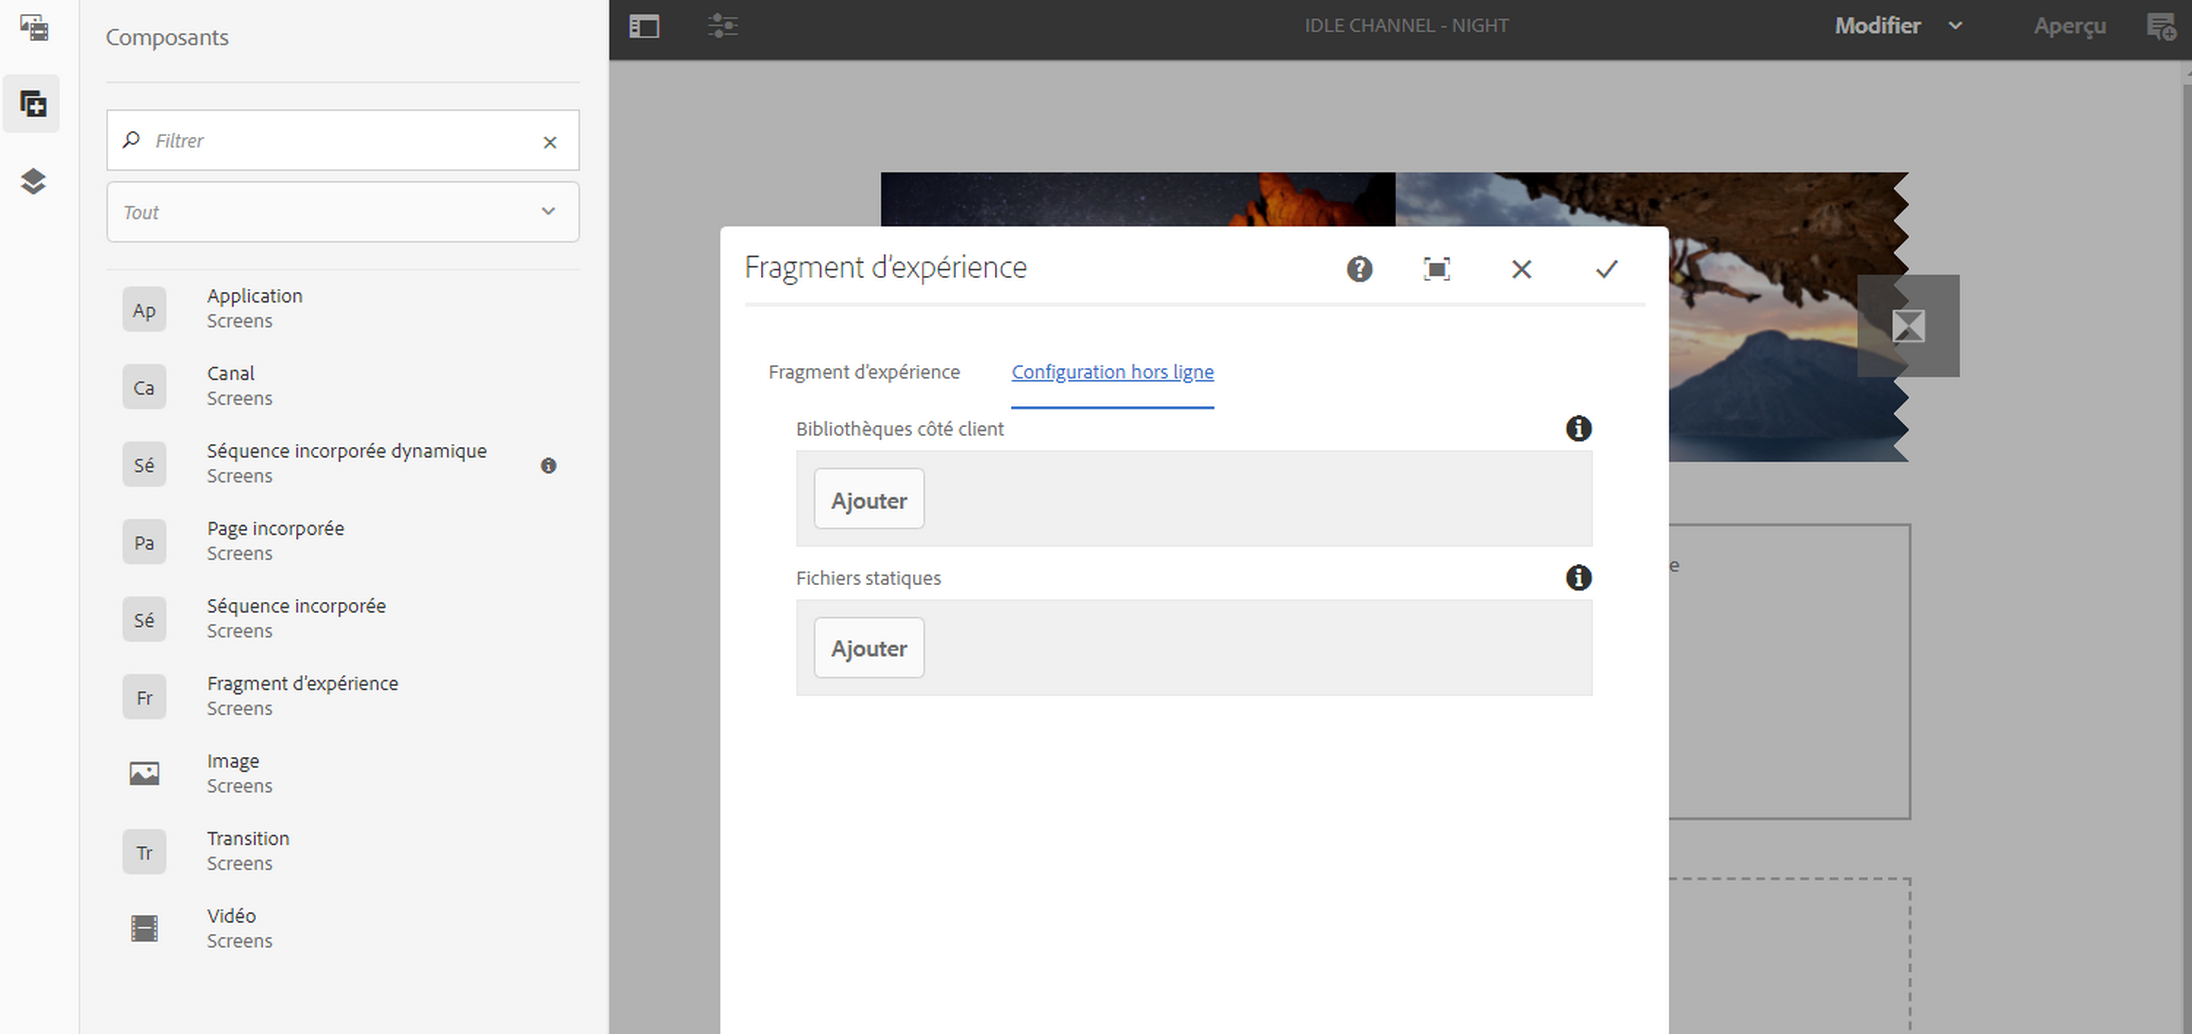 Composants
Filtrer
Tout
Ap
Application
Screens
Ca
Canal
Screens
Sé
Séquence incorporée dynamique
Screens
Pa
Page incorporée
Screens
Sé
Séquence incorporée
Screens
Fr
Fragment d'expérience
Screens
Image
Screens
Tr
Transition
Screens
Vidéo
Screens
IDLE CHANNEL - NIGHT
Modifier
Aperçu
Fragment d'expérience
Fragment d'expérience
Configuration hors ligne
Bibliothèques côté client
Ajouter
Fichiers statiques
Ajouter
e